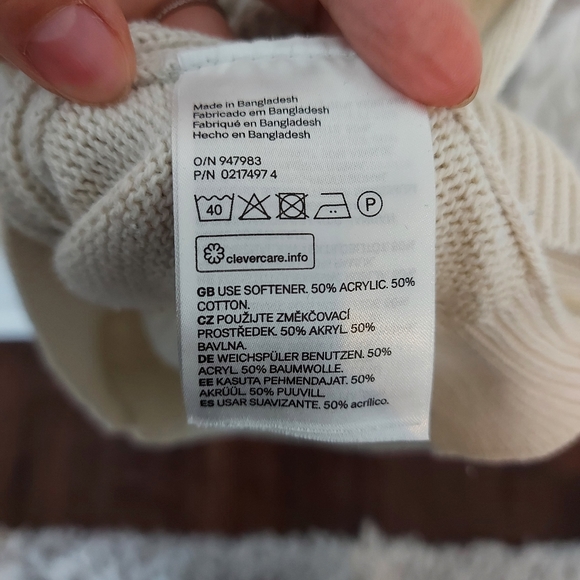 Made in Bangladesh
Fabricado em Bangladesh
Fabriqué en Bangladesh
Hecho en Bangladesh
O/N 947983
P/N 0217497 4
40
P
clevercare.info
GB USE SOFTENER. 50% ACRYLIC. 50%
COTTON.
CZ POUŽIJTE ZMĚKČOVACÍ
PROSTŘEDEK. 50% AKRYL. 50%
BAVLNA.
DE WEICHSPÜLER BENUTZEN. 50%
ACRYL. 50% BAUMWOLLE.
EE KASUTA PEHMENDAJAT. 50%
AKRÜÜL. 50% PUUVILL.
ES USAR SUAVIZANTE. 50% acrílico.